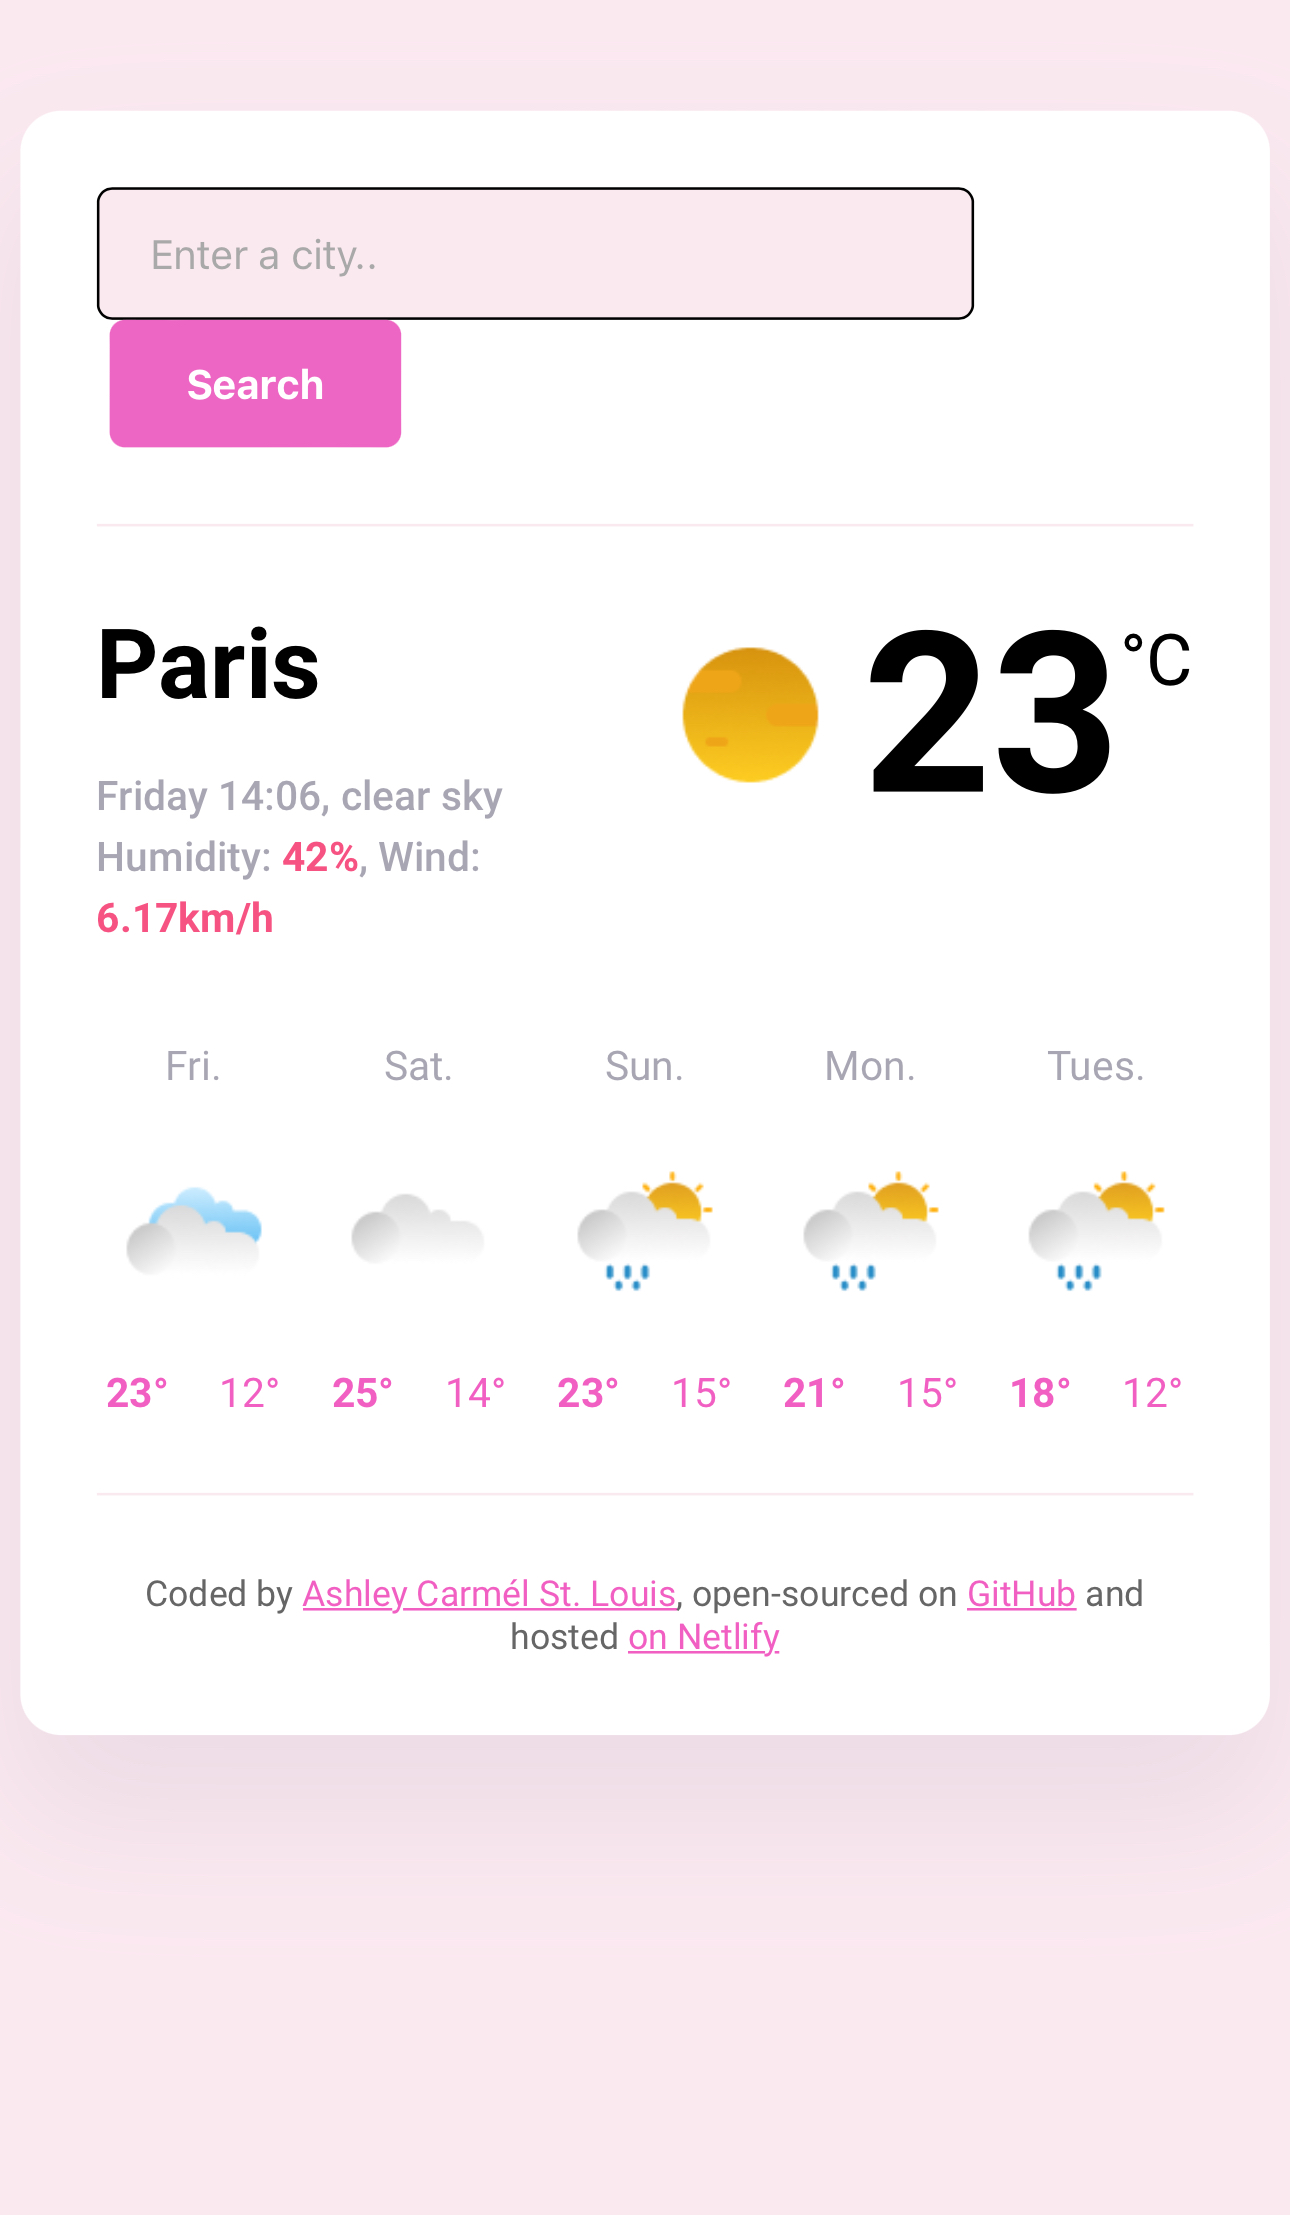 Enter a city..
Search
Paris
23 °C
Friday 14:06, clear sky
Humidity: 42%, Wind:
6.17km/h
Fri. Sat. Sun. Mon. Tues.
23° 12° 25° 14° 23° 15° 21° 15° 18° 12°
Coded by Ashley Carmél St. Louis, open-sourced on GitHub and
hosted on Netlify